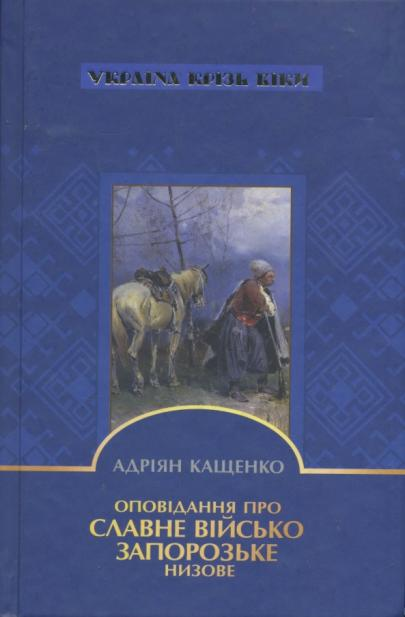 УКРАЇНА КРІЗЬ ВІКИ
АДРІЯН КАЩЕНКО
ОПОВІДАННЯ ПРО
СЛАВНЕ ВІЙСЬКО
ЗАПОРОЗЬКЕ
НИЗОВЕ